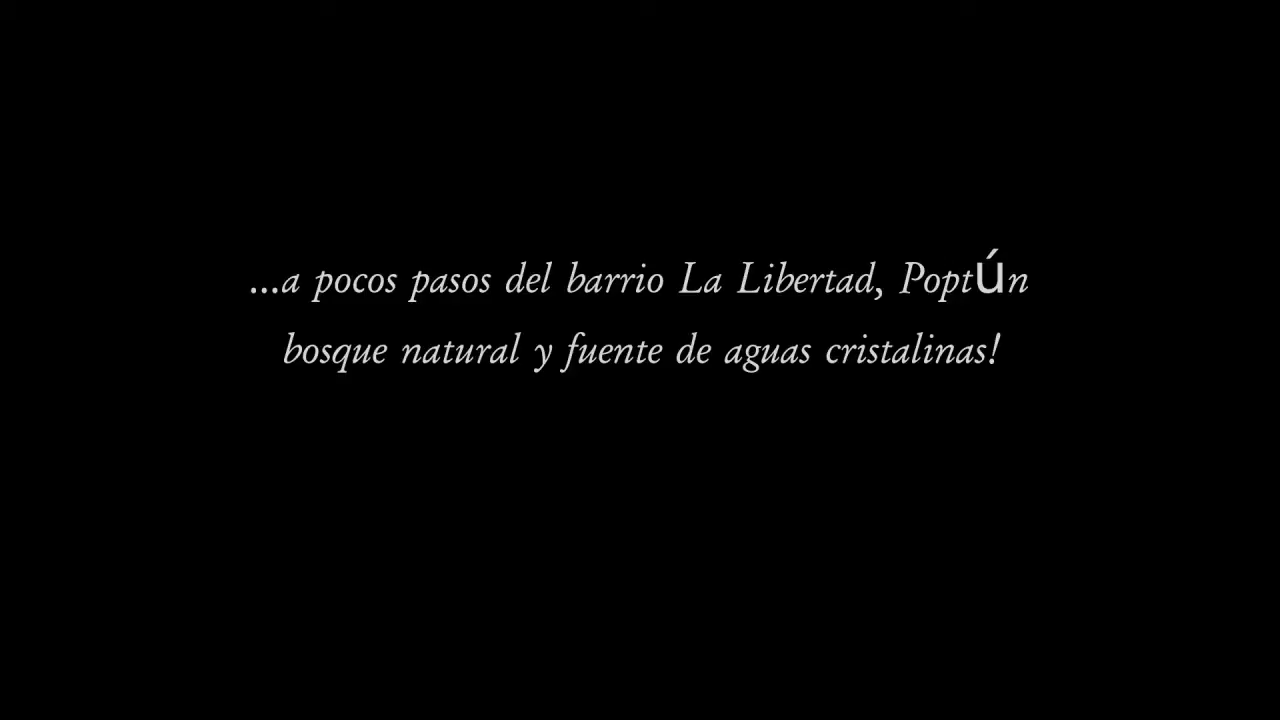 ...a pocos pasos del barrio La Libertad, Poptún
bosque natural y fuente de aguas cristalinas!